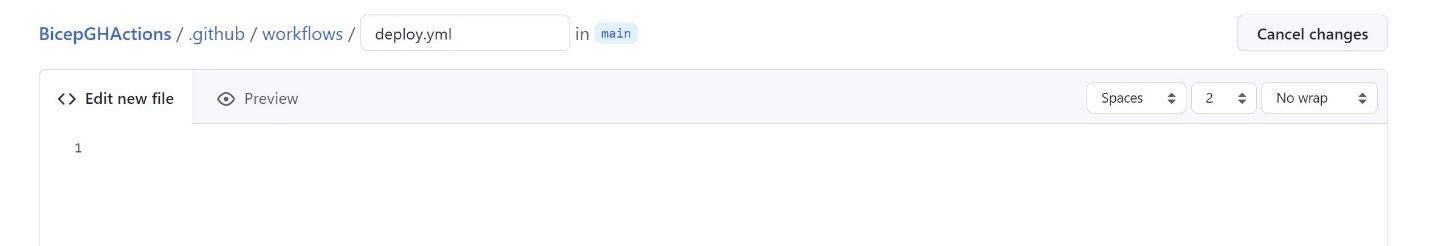 BicepGHActions / .github / workflows / deploy.yml in main Cancel changes
<> Edit new file Preview Spaces 2 No wrap
1